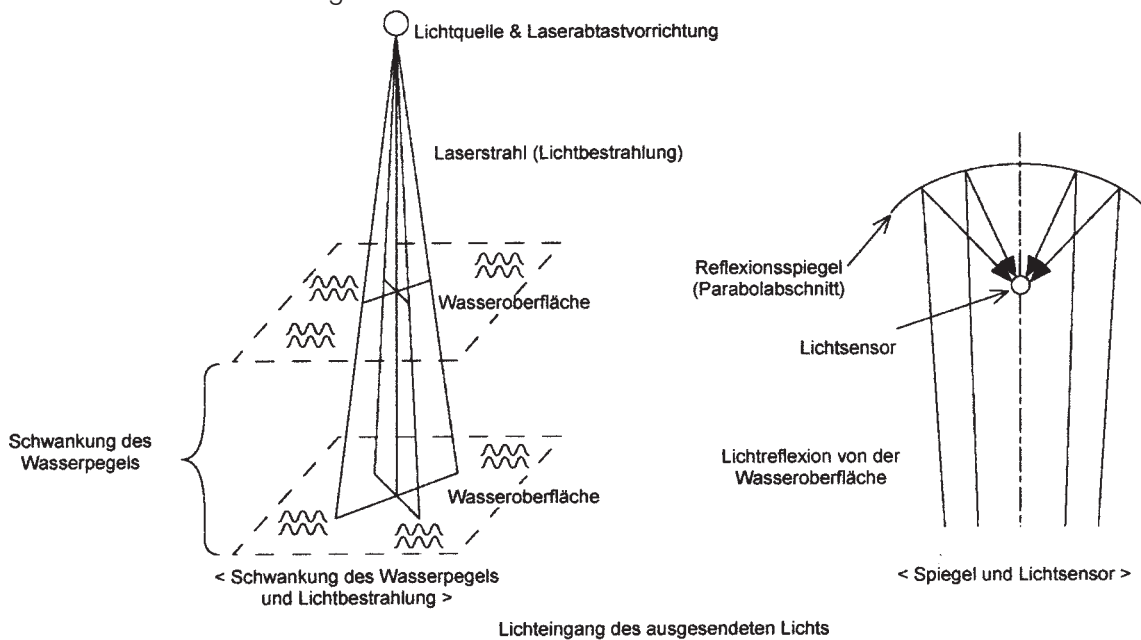 Lichtquelle & Laserabtastvorrichtung
Laserstrahl (Lichtbestrahlung)
Wasseroberfläche
Schwankung des
Wasserpegels
Wasseroberfläche
< Schwankung des Wasserpegels
und Lichtbestrahlung >
Reflexionsspiegel
(Parabolabschnitt)
Lichtsensor
Lichtreflexion von der
Wasseroberfläche
< Spiegel und Lichtsensor >
Lichteingang des ausgesendeten Lichts